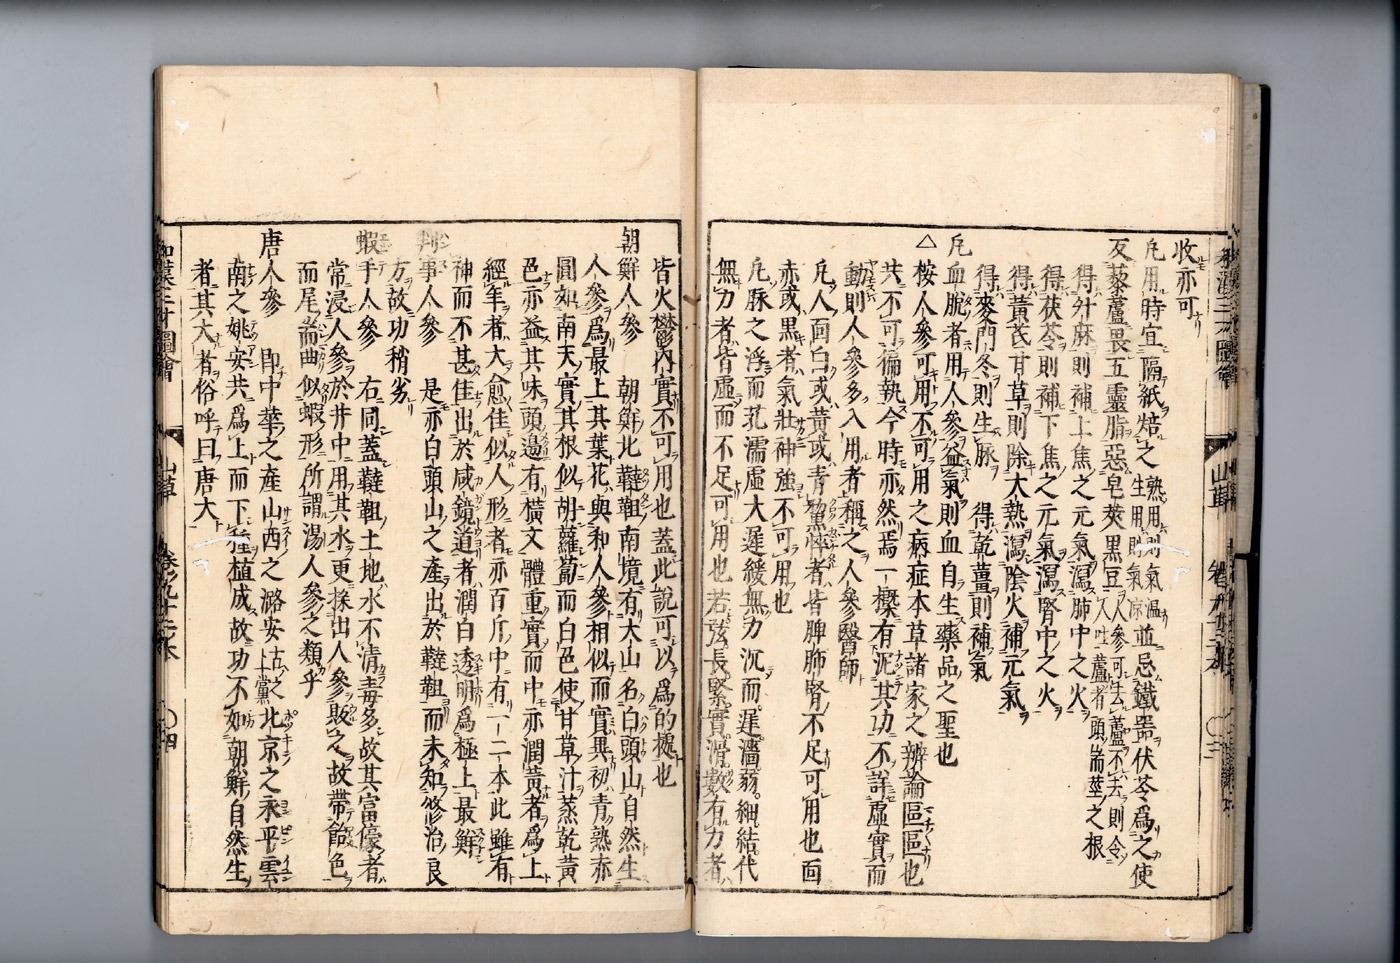 收亦可
凡用時宜隔紙焙之熟用則氣溫生用則氣凉並忌鐵器伏苓爲之使
反藜蘆畏五靈脂惡皂莢黑豆人參可去蘆不去則令人吐蘆者頭耑莖之根
得升麻則補上焦之元氣瀉肺中之火
得茯苓則補下焦之元氣瀉腎中之火
得黃芪甘草則除大熱瀉陰火補元氣
得麥門冬則生脉　得乾薑則補氣
凡血脫者用人參益氣則血自生藥品之聖也
△按人參可用不可用之病症本草諸家之辨論區區也
共不可徧執今時亦然焉一槩有泥其功不詳虛實而
動則人參多入用者稱之人參醫師
凡人面白或黃或青黧悴者皆脾肺腎不足可用也面
赤或黒者氣壯神強不可用也
凡脉之浮而芤濡虛大遲緩無力沉而遲濇弱細結代
無力者皆虛而不足可用也若弦長緊實滑數有力者
皆火鬱內實不可用也蓋此說可以爲的摠也
朝鮮人參　朝鮮北韃靼南境有大山名白頭山自然生
人參爲最上其葉花與和人參相似而實異初青熟赤
圓如南天實其根似胡蘿蔔而白色使甘草汁蒸乾黃
色亦益其味頭邊有橫文體重實而中亦潤黃者爲上
經年者大愈佳似人形者亦百斤中有一二本此雖有
神而不甚佳出於咸鏡道者潤白透明爲極上最鮮
事人參　是亦白頭山之產出於韃靼而未知修治良
方故功稍劣
蝦手人參　右同蓋韃靼土地水不清毒多故其富豪者
常浸人參於井中用其水更採出人參販之故帶飴色
而尾耑曲似蝦形所謂湯人參之類乎
唐人參　即中華之產山西之潞安古之上黨北京之永平雲
南之姚安共爲上而下種植成故功不如朝鮮自然生
者其大者俗呼曰唐大
和漢三才圖會　山草　卷九十二本　〇四